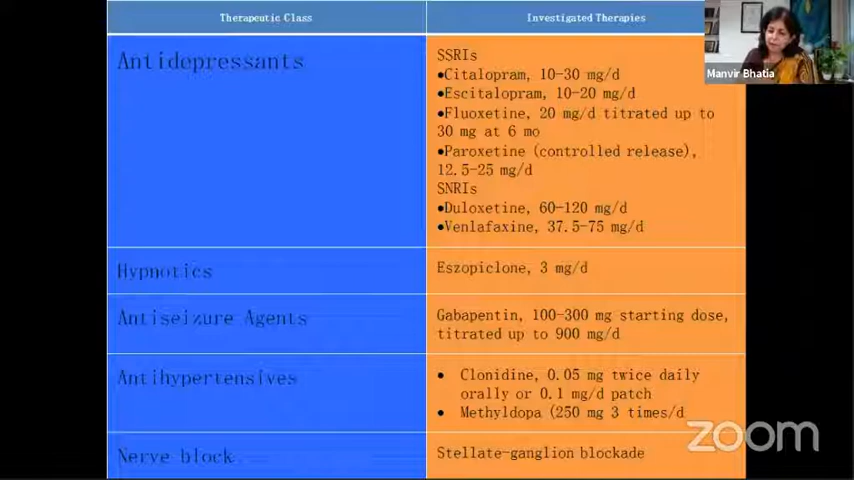 Therapeutic Class
Investigated Therapies
Antidepressants
SSRIs
•Citalopram, 10-30 mg/d
•Escitalopram, 10-20 mg/d
•Fluoxetine, 20 mg/d titrated up to
30 mg at 6 mo
•Paroxetine (controlled release),
12.5-25 mg/d
SNRIs
•Duloxetine, 60-120 mg/d
•Venlafaxine, 37.5-75 mg/d
Hypnotics
Eszopiclone, 3 mg/d
Antiseizure Agents
Gabapentin, 100-300 mg starting dose,
titrated up to 900 mg/d
Antihypertensives
• Clonidine, 0.05 mg twice daily
orally or 0.1 mg/d patch
• Methyldopa (250 mg 3 times/d
Nerve block
Stellate-ganglion blockade
Manvir Bhatia
zoom